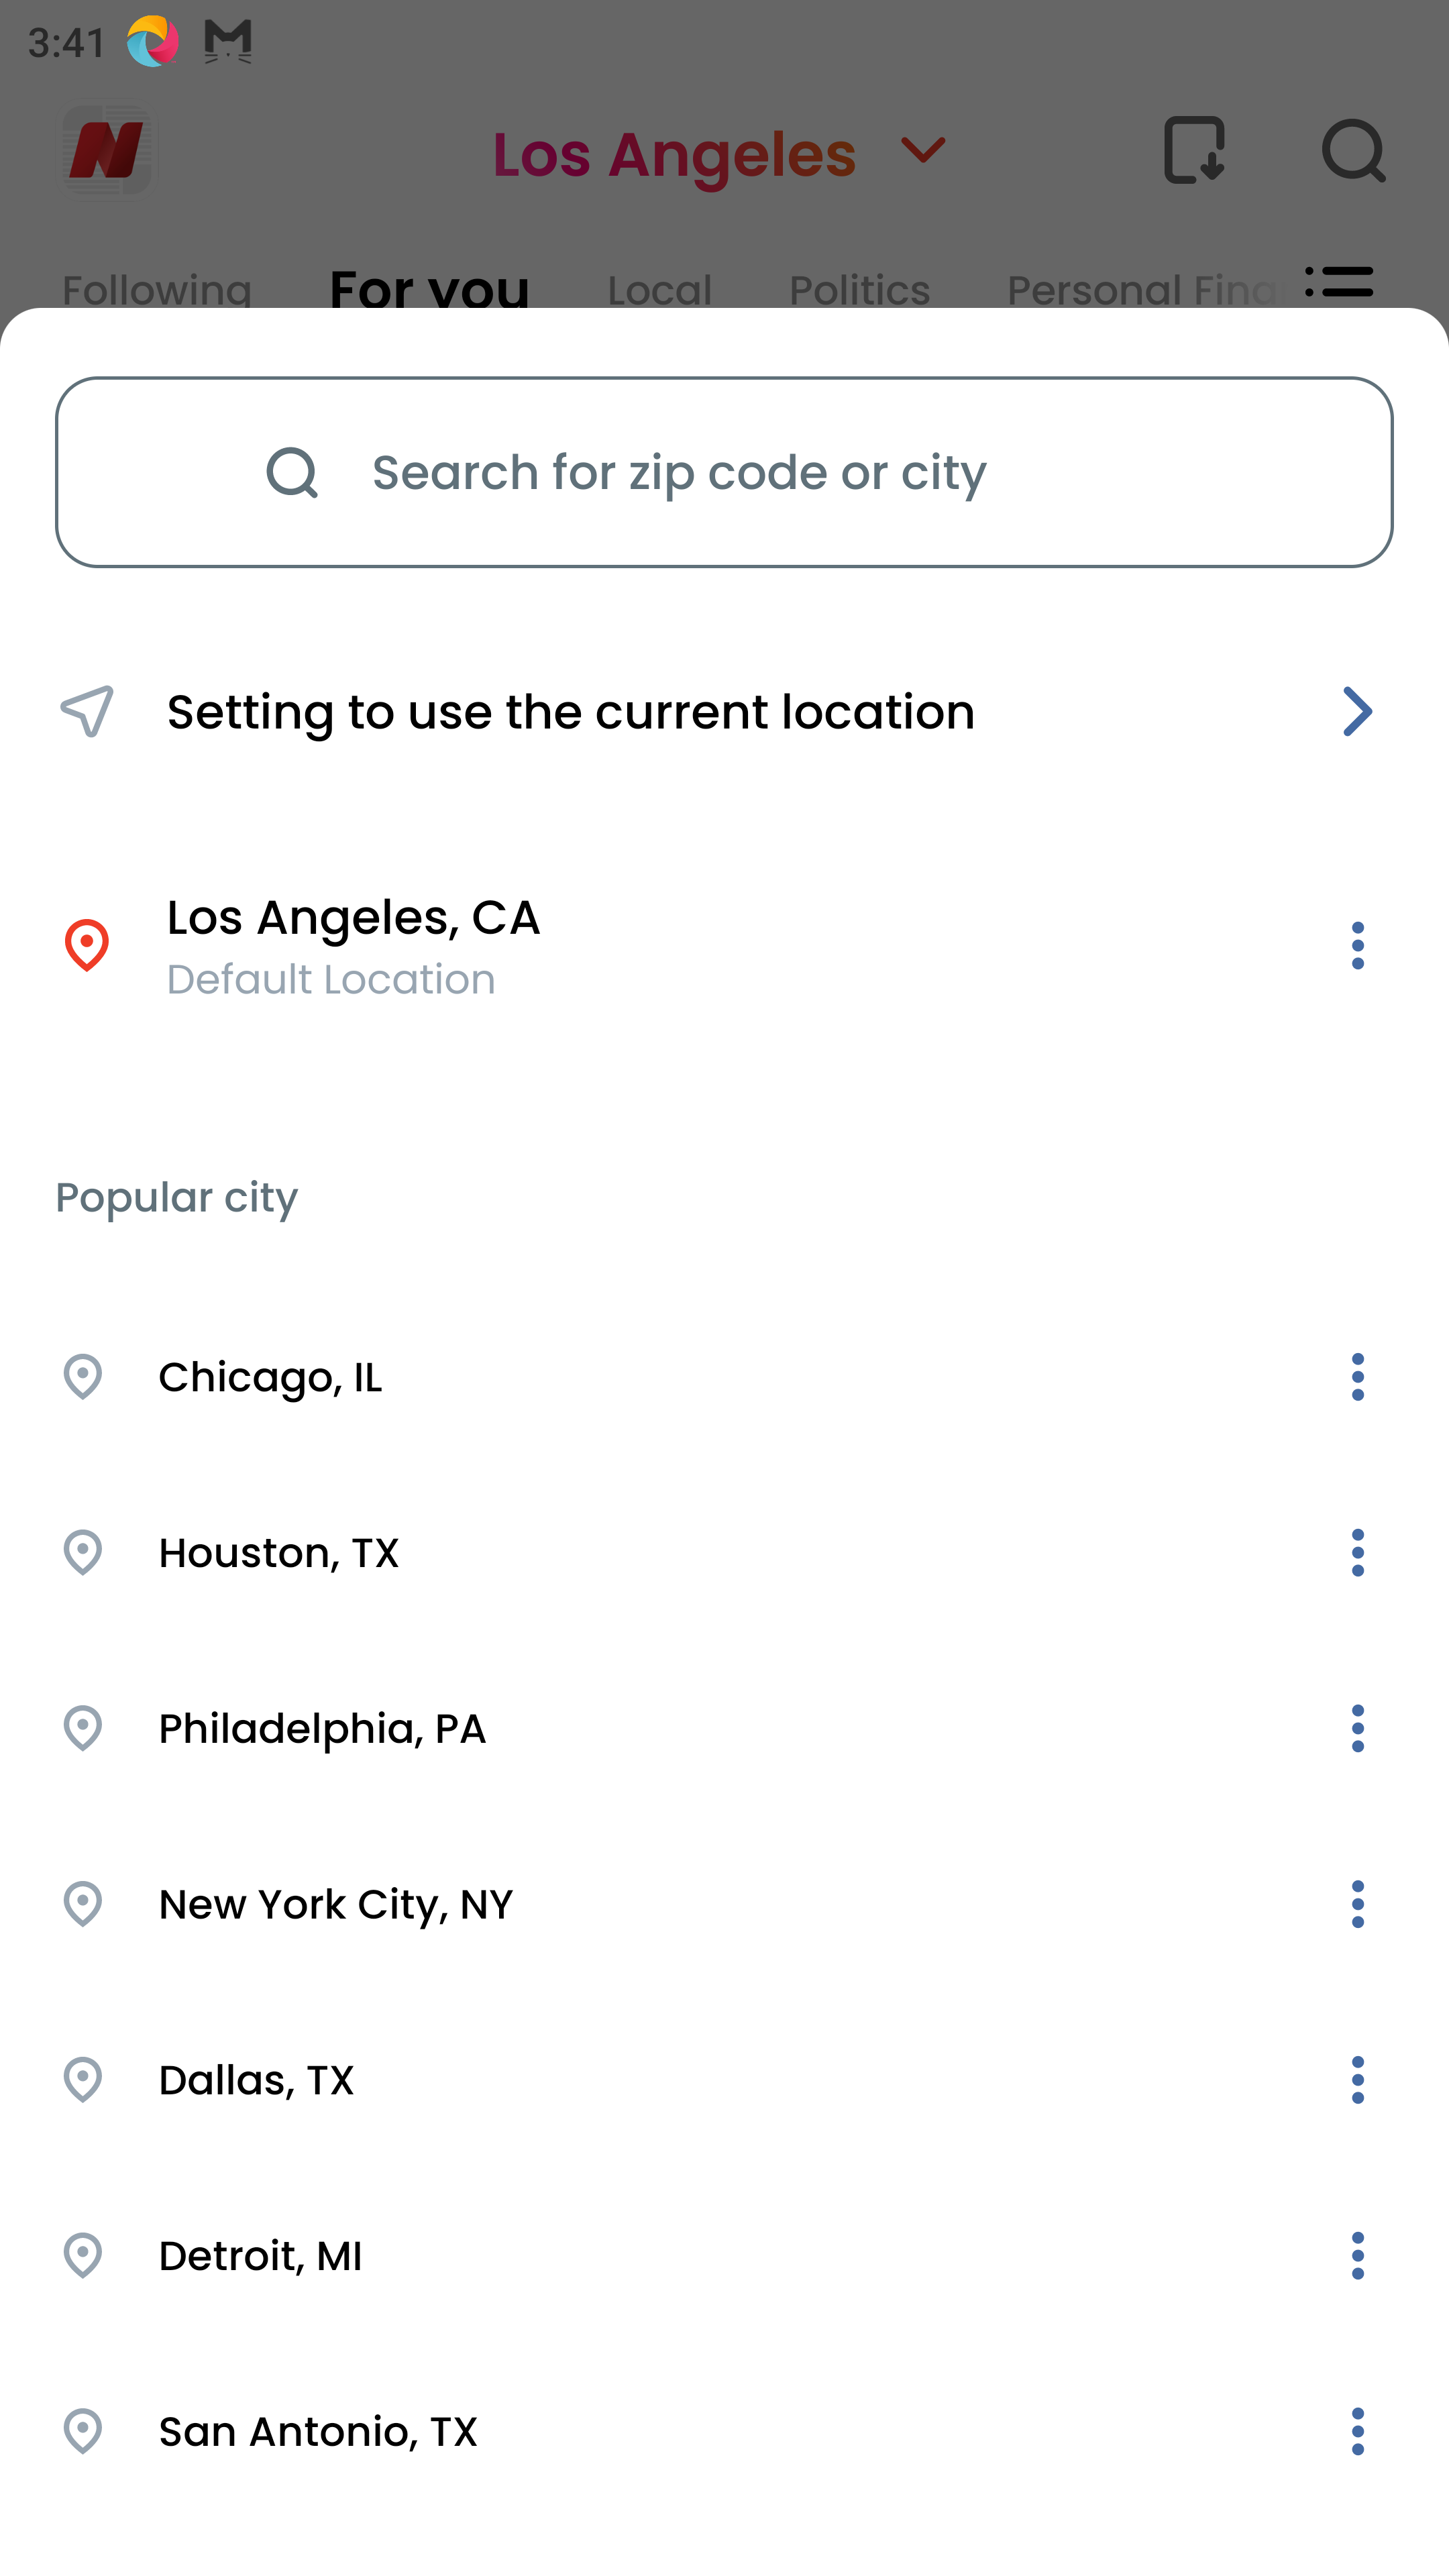 3:41
Los Angeles
Following For you Local Politics Personal
Search for zip code or city
Setting to use the current location
Los Angeles, CA
Default Location
Popular city
Chicago, IL
Houston, TX
Philadelphia, PA
New York City, NY
Dallas, TX
Detroit, MI
San Antonio, TX